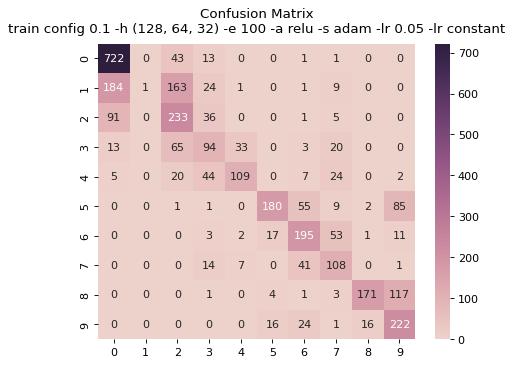 Confusion Matrix
train config 0.1 -h (128, 64, 32) -e 100 -a relu -s adam -lr 0.05 -lr constant
0 722 0 43 13 0 0 1 1 0 0
1 184 1 163 24 1 0 1 9 0 0
2 91 0 233 36 0 0 1 5 0 0
3 13 0 65 94 33 0 3 20 0 0
4 5 0 20 44 109 0 7 24 0 2
5 0 0 1 1 0 180 55 9 2 85
6 0 0 0 3 2 17 195 53 1 11
7 0 0 0 14 7 0 41 108 0 1
8 0 0 0 1 0 4 1 3 171 117
9 0 0 0 0 0 16 24 1 16 222
0 1 2 3 4 5 6 7 8 9
700
600
500
400
300
200
100
0